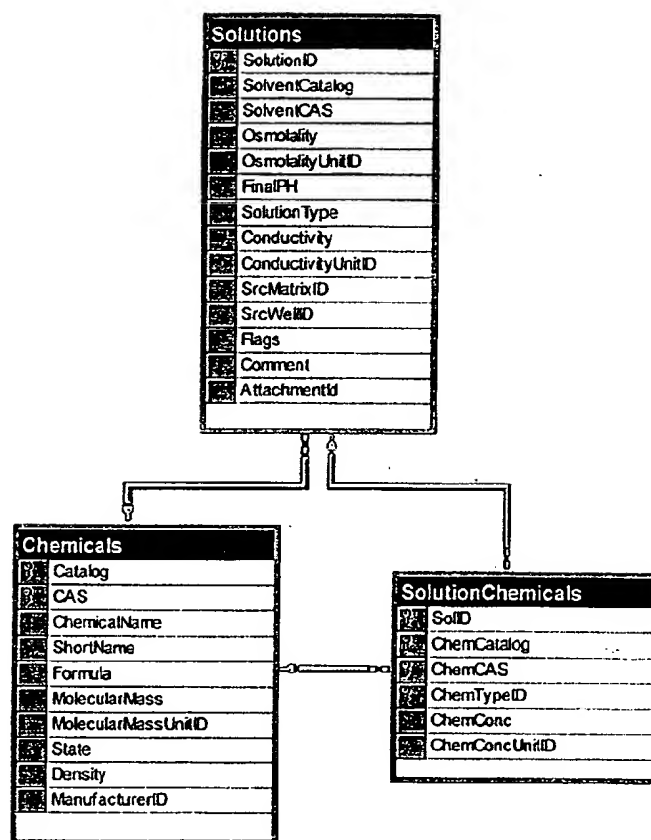 Solutions
SolutionID
SolventCatalog
SolventCAS
Osmolality
OsmolalityUnitID
FinalPH
SolutionType
Conductivity
ConductivityUnitID
SrcMatrixID
SrcWellID
Flags
Comment
AttachmentId
Chemicals
Catalog
CAS
ChemicalName
ShortName
Formula
MolecularMass
MolecularMassUnitID
State
Density
ManufacturerID
SolutionChemicals
SolID
ChemCatalog
ChemCAS
ChemTypeID
ChemConc
ChemConcUnitID